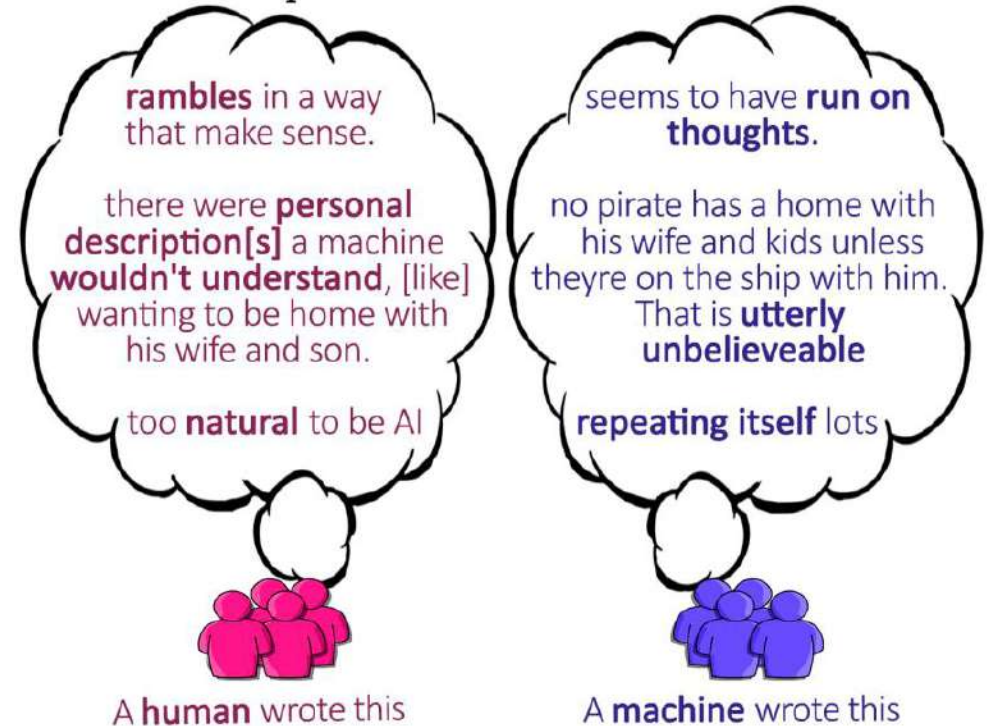 rambles in a way
that make sense.
there were personal
description[s] a machine
wouldn't understand, [like]
wanting to be home with
his wife and son.
too natural to be AI
A human wrote this
seems to have run on
thoughts.
no pirate has a home with
his wife and kids unless
theyre on the ship with him.
That is utterly
unbelieveable
repeating itself lots
A machine wrote this